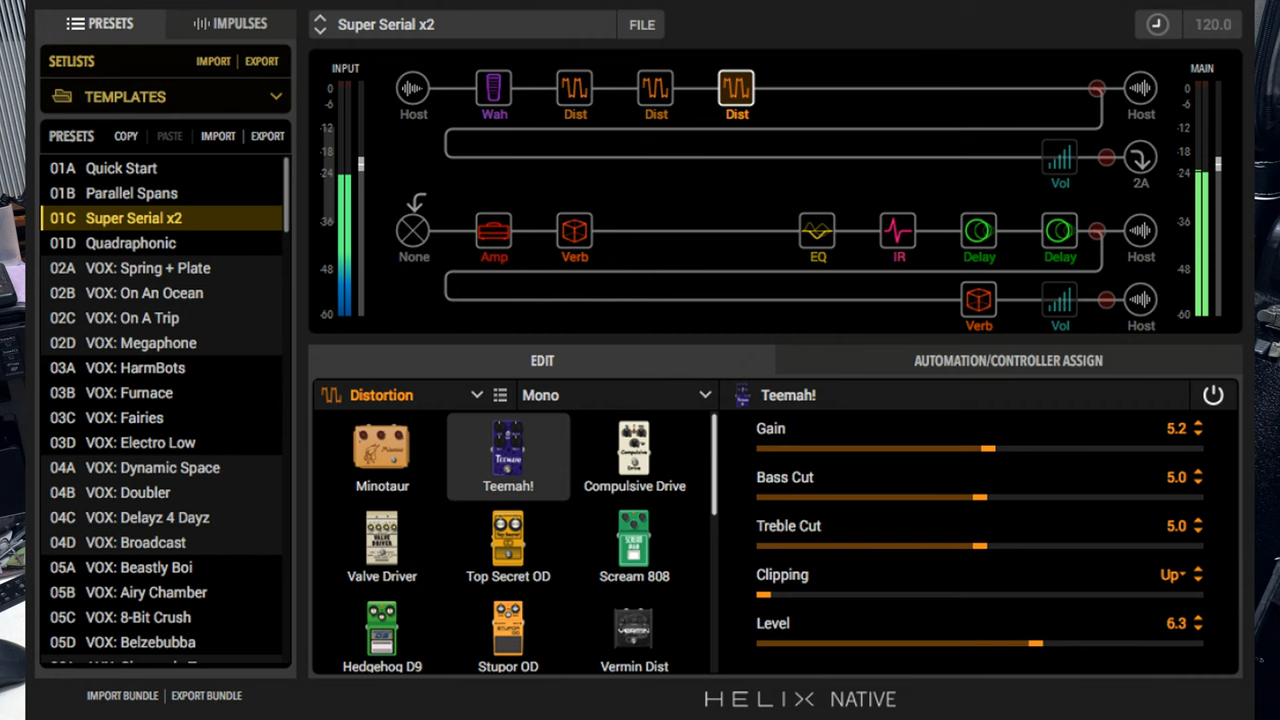 PRESETS
IMPULSES
Super Serial x2
FILE
120.0
SETLISTS
IMPORT | EXPORT
TEMPLATES
PRESETS COPY PASTE IMPORT EXPORT
01A Quick Start
01B Parallel Spans
01C Super Serial x2
01D Quadraphonic
02A VOX: Spring + Plate
02B VOX: On An Ocean
02C VOX: On A Trip
02D VOX: Megaphone
03A VOX: HarmBots
03B VOX: Furnace
03C VOX: Fairies
03D VOX: Electro Low
04A VOX: Dynamic Space
04B VOX: Doubler
04C VOX: Delayz 4 Dayz
04D VOX: Broadcast
05A VOX: Beastly Boi
05B VOX: Airy Chamber
05C VOX: 8-Bit Crush
05D VOX: Belzebubba
IMPORT BUNDLE | EXPORT BUNDLE
INPUT
0
-6
-12
-18
-24
-36
-48
-60
Host Wah Dist Dist Dist Host
Vol 2A
None Amp Verb EQ IR Delay Delay Host
Verb Vol Host
MAIN
0
-6
-12
-18
-24
-36
-48
-60
EDIT
AUTOMATION/CONTROLLER ASSIGN
Distortion
Mono
Teemah!
Minotaur
Teemah!
Compulsive Drive
Valve Driver
Top Secret OD
Scream 808
Hedgehog D9
Stupor OD
Vermin Dist
Gain 5.2
Bass Cut 5.0
Treble Cut 5.0
Clipping Up
Level 6.3
HELIX NATIVE